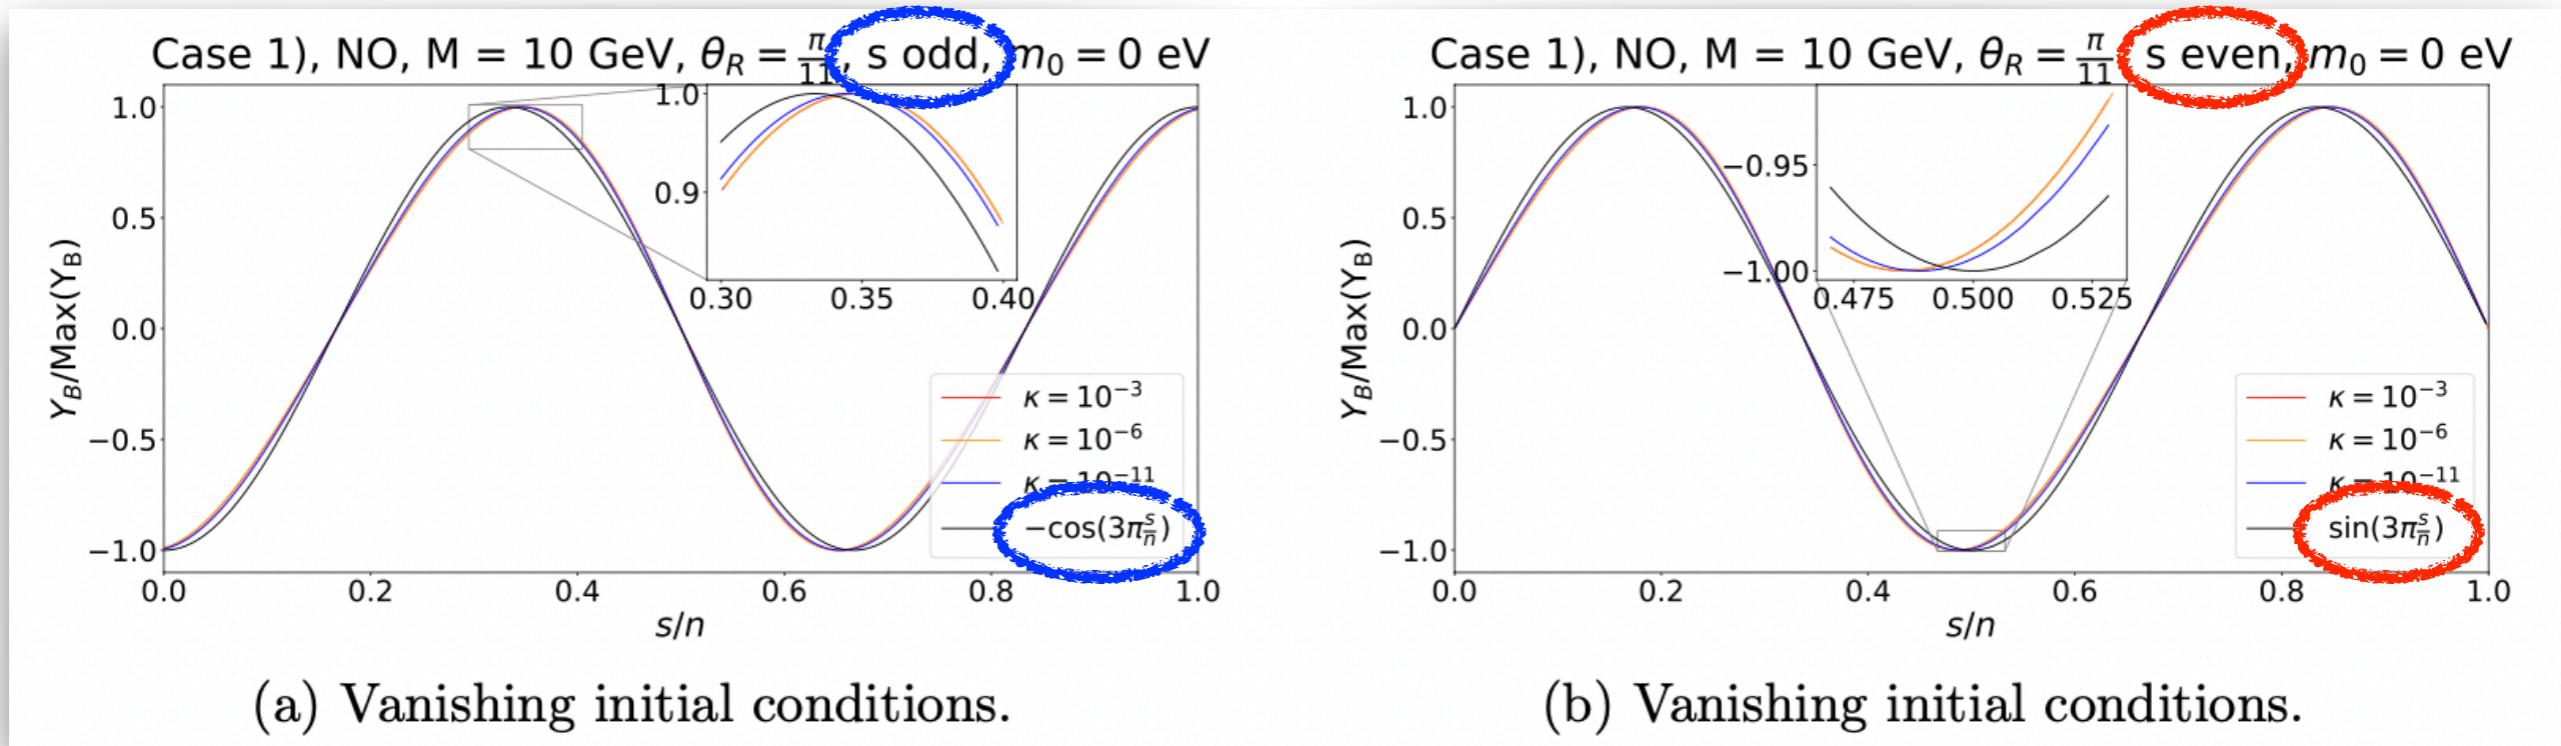 Case 1), NO, M = 10 GeV, θ_R = π/11, s odd, m₀ = 0 eV
Y_B/Max(Y_B)
1.0
0.5
0.0
−0.5
−1.0
1.0
0.9
0.30 0.35 0.40
κ = 10⁻³
κ = 10⁻⁶
κ = 10⁻¹¹
−cos(3π s/n)
0.0 0.2 0.4 0.6 0.8 1.0
s/n
(a) Vanishing initial conditions.
Case 1), NO, M = 10 GeV, θ_R = π/11 s even, m₀ = 0 eV
Y_B/Max(Y_B)
1.0
0.5
0.0
−0.5
−1.0
−0.95
−1.00
0.475 0.500 0.525
κ = 10⁻³
κ = 10⁻⁶
κ = 10⁻¹¹
sin(3π s/n)
0.0 0.2 0.4 0.6 0.8 1.0
s/n
(b) Vanishing initial conditions.